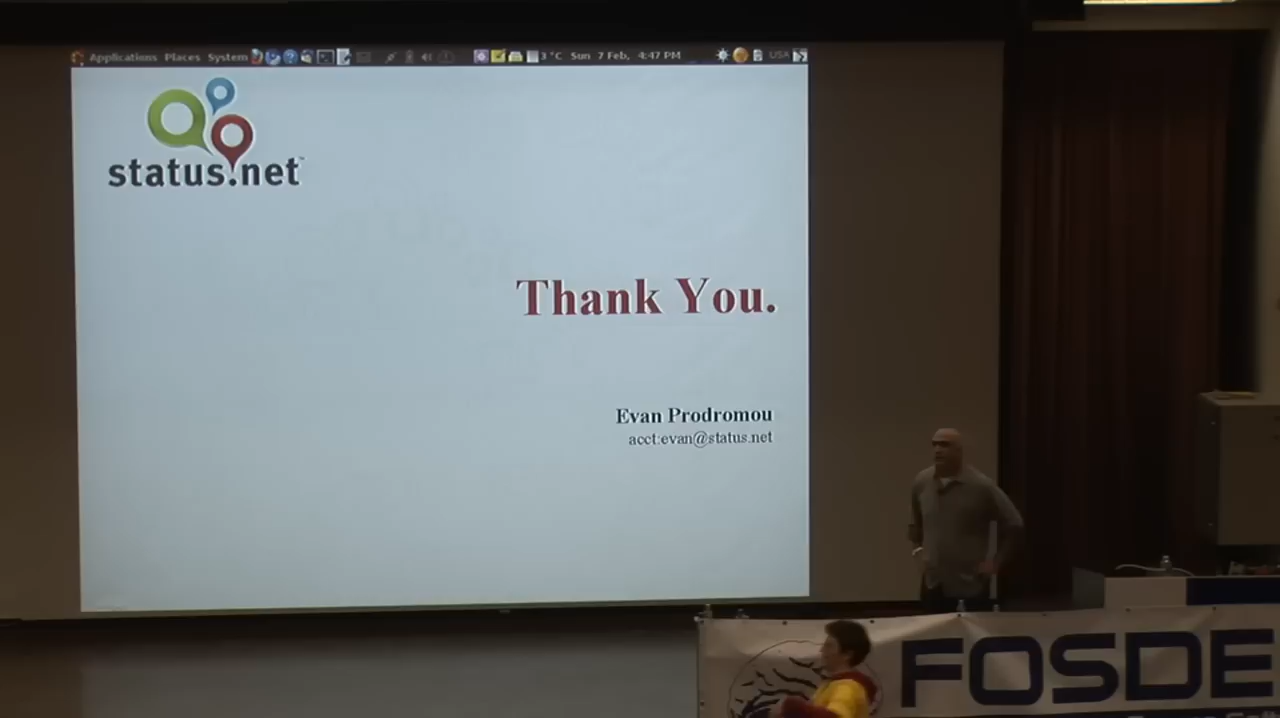 Applications Places System 3 °C Sun 7 Feb, 4:47 PM USA
status.net
Thank You.
Evan Prodromou
acct:evan@status.net
FOSDE